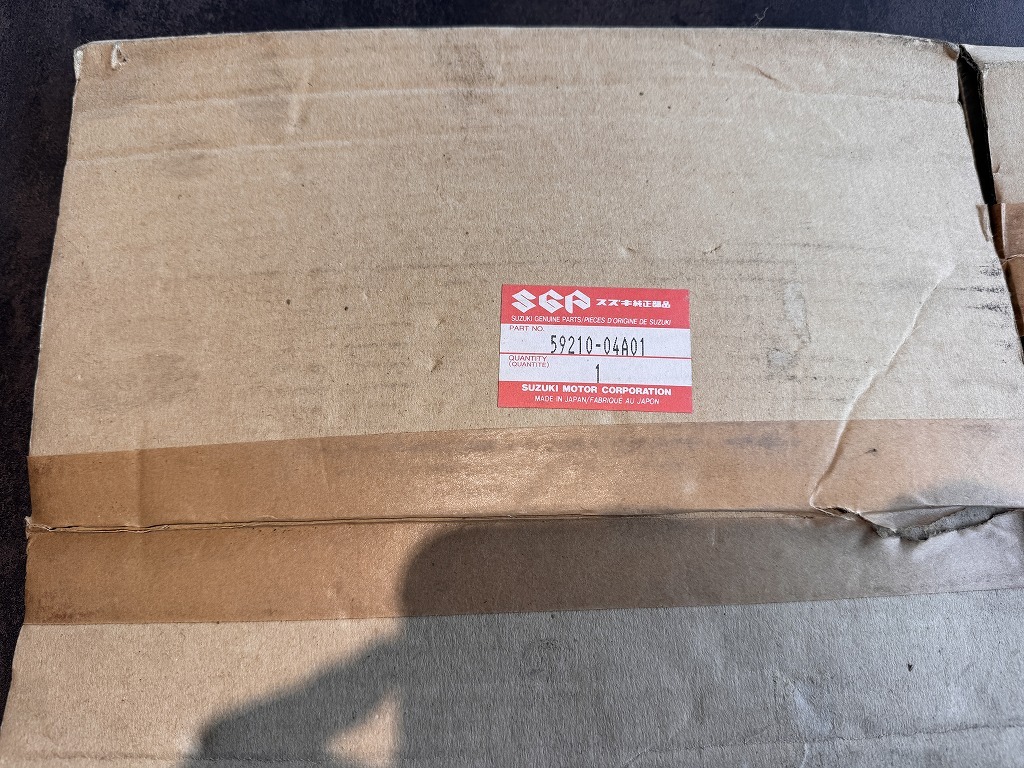 SGP スズキ純正部品
SUZUKI GENUINE PARTS/PIECES D'ORIGINE DE SUZUKI
PART NO.
59210-04A01
QUANTITY
(QUANTITE)
1
SUZUKI MOTOR CORPORATION
MADE IN JAPAN/FABRIQUE AU JAPON